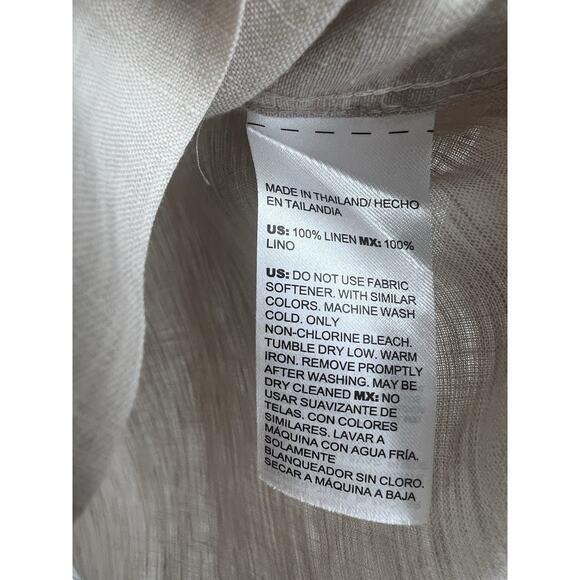 MADE IN THAILAND/ HECHO
EN TAILANDIA
US: 100% LINEN MX: 100%
LINO
US: DO NOT USE FABRIC
SOFTENER. WITH SIMILAR
COLORS. MACHINE WASH
COLD. ONLY
NON-CHLORINE BLEACH.
TUMBLE DRY LOW. WARM
IRON. REMOVE PROMPTLY
AFTER WASHING. MAY BE
DRY CLEANED MX: NO
USAR SUAVIZANTE DE
TELAS. CON COLORES
SIMILARES. LAVAR A
MÁQUINA CON AGUA FRÍA.
SOLAMENTE
BLANQUEADOR SIN CLORO.
SECAR A MÁQUINA A BAJA